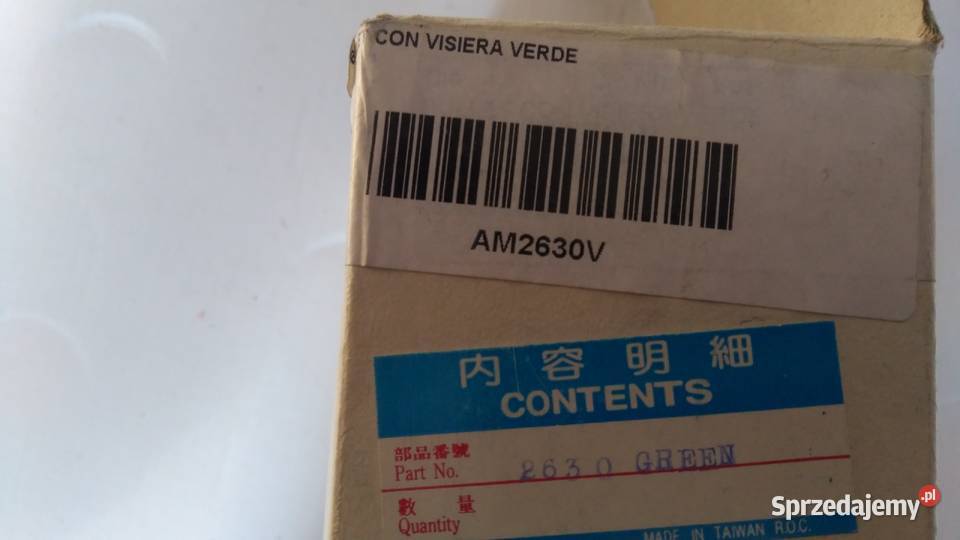 CON VISIERA VERDE
AM2630V
內容明細
CONTENTS
部品番號
Part No. 2630 GREEN
數量
Quantity
MADE IN TAIWAN R.O.C.
Sprzedajemy.pl